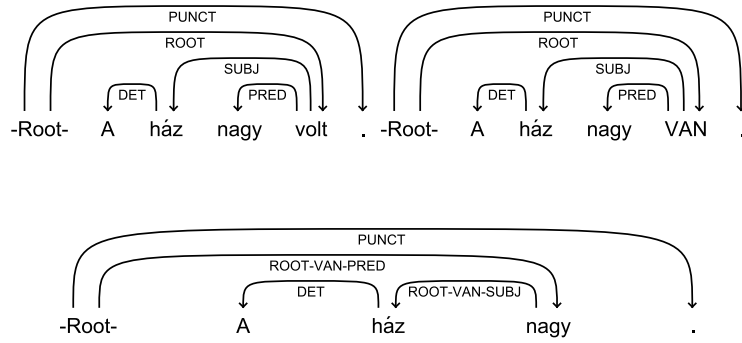 PUNCT PUNCT
ROOT ROOT
SUBJ SUBJ
DET PRED DET PRED
-Root- A ház nagy volt . -Root- A ház nagy VAN .
PUNCT
ROOT-VAN-PRED
DET ROOT-VAN-SUBJ
-Root- A ház nagy .